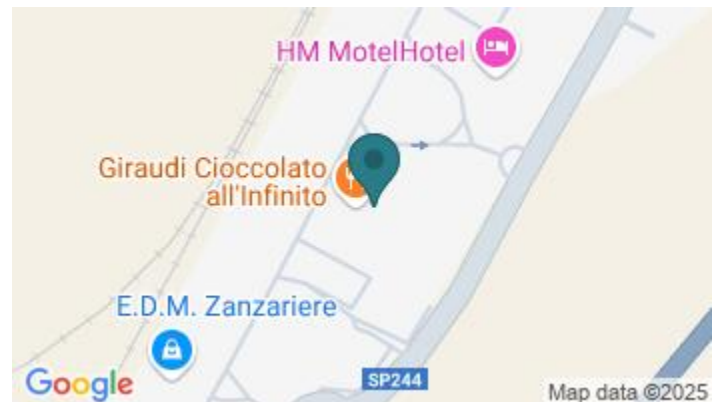 HM MotelHotel
Giraudi Cioccolato
all'Infinito
E.D.M. Zanzariere
SP244
Google
Map data ©2025